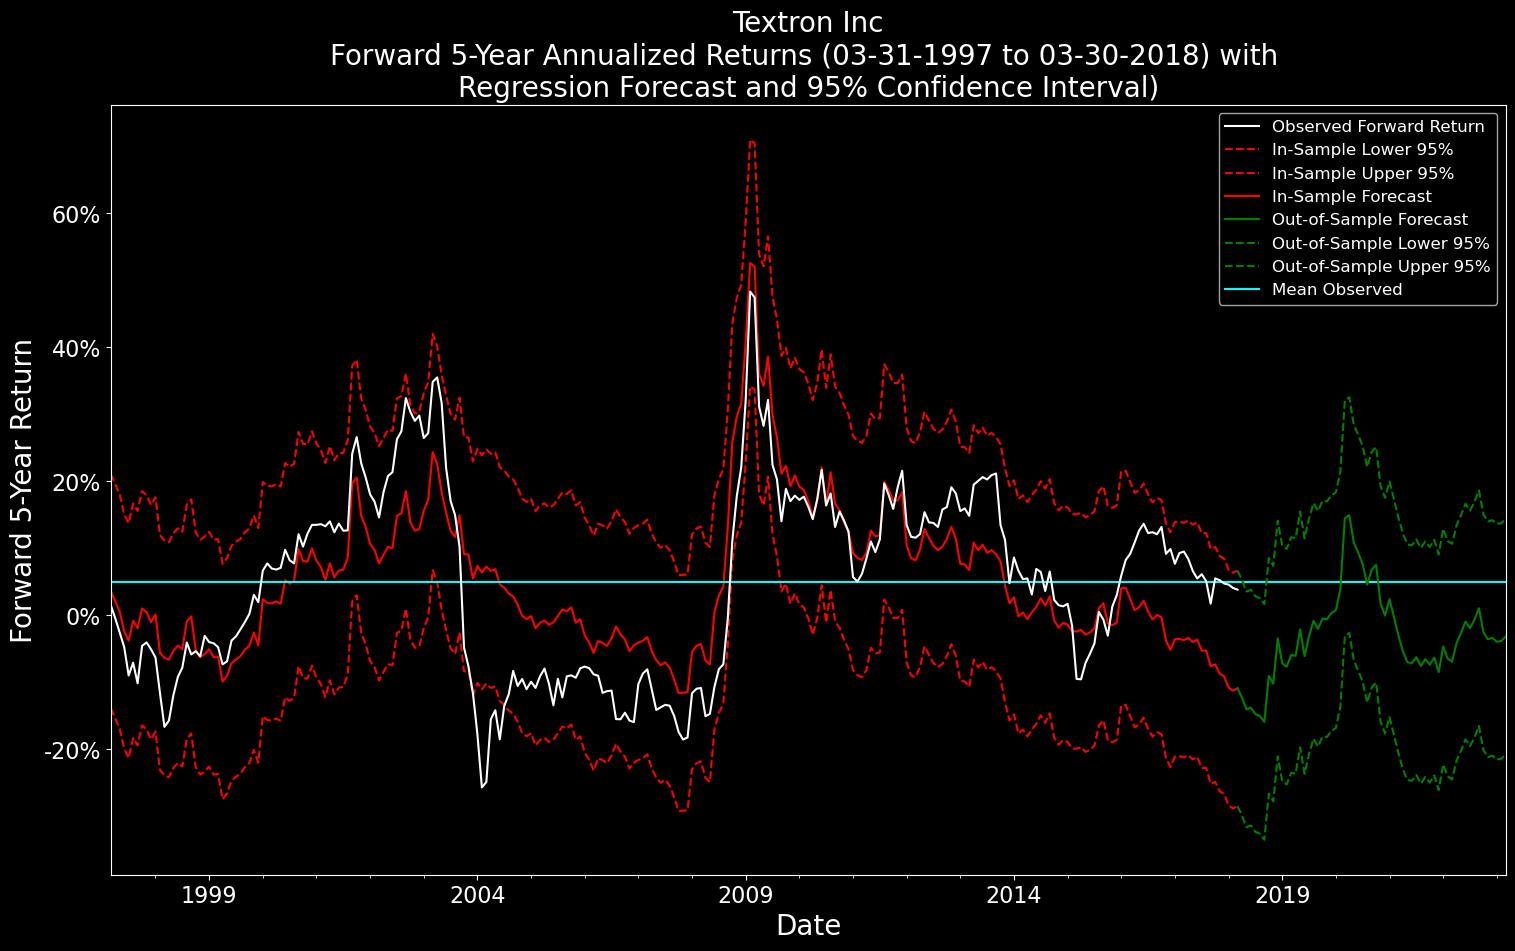 Textron Inc
Forward 5-Year Annualized Returns (03-31-1997 to 03-30-2018) with
Regression Forecast and 95% Confidence Interval)
Observed Forward Return
In-Sample Lower 95%
In-Sample Upper 95%
In-Sample Forecast
Out-of-Sample Forecast
Out-of-Sample Lower 95%
Out-of-Sample Upper 95%
Mean Observed
Forward 5-Year Return
60%
40%
20%
0%
-20%
1999
2004
2009
2014
2019
Date